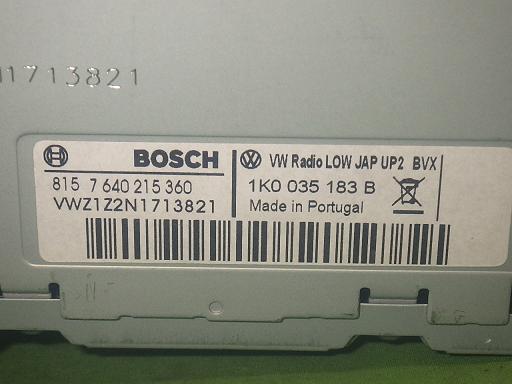 1713821
BOSCH
VW Radio LOW JAP UP2 BVX
815 7 640 215 360
1K0 035 183 B
VWZ1Z2N1713821
Made in Portugal